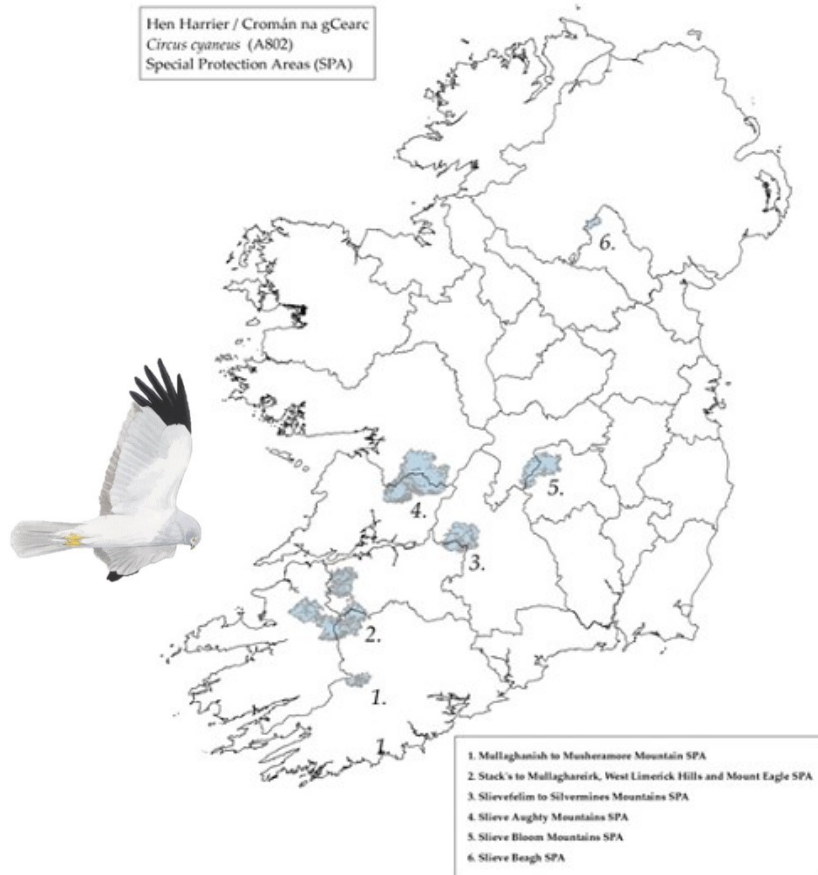 Hen Harrier / Cromán na gCearc
Circus cyaneus (A802)
Special Protection Areas (SPA)
6.
5.
4.
3.
2.
1.
1.
1. Mullaghanish to Musheramore Mountain SPA
2. Stack's to Mullaghareirk, West Limerick Hills and Mount Eagle SPA
3. Slievefelim to Silvermines Mountains SPA
4. Slieve Aughty Mountains SPA
5. Slieve Bloom Mountains SPA
6. Slieve Beagh SPA